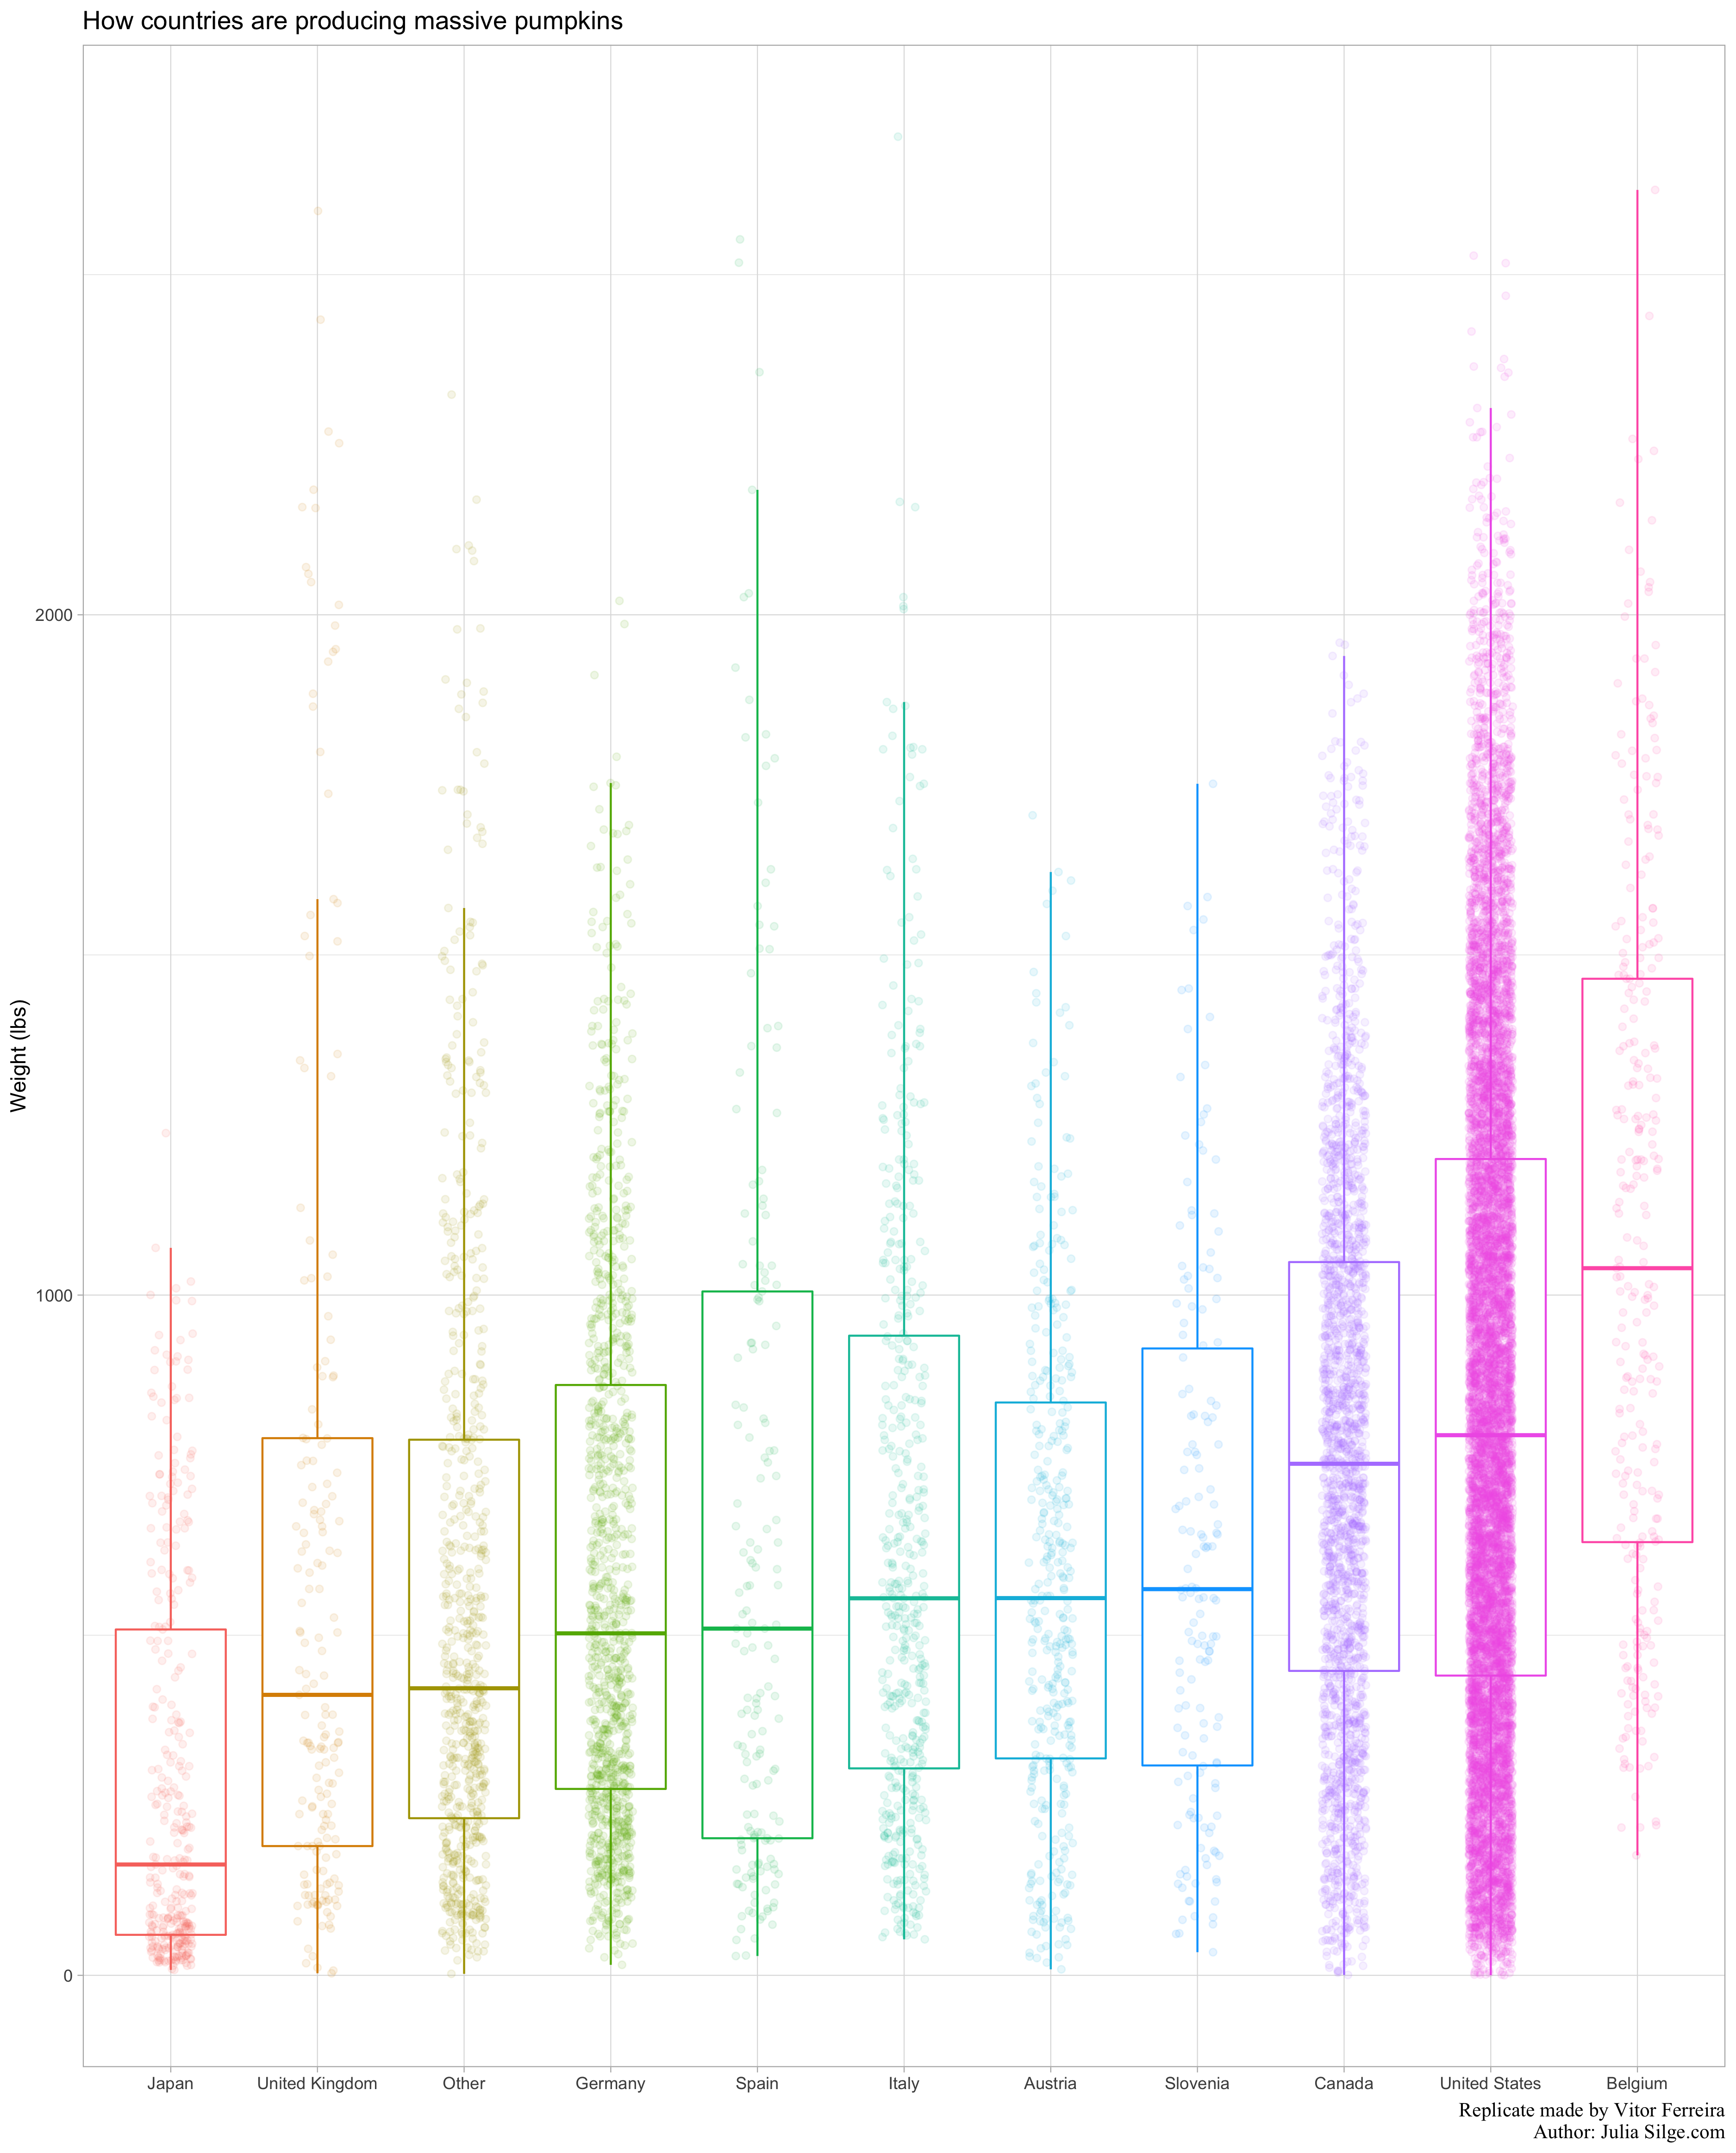 How countries are producing massive pumpkins
Weight (lbs)
2000
1000
0
Japan United Kingdom Other Germany Spain Italy Austria Slovenia Canada United States Belgium
Replicate made by Vitor Ferreira
Author: Julia Silge.com